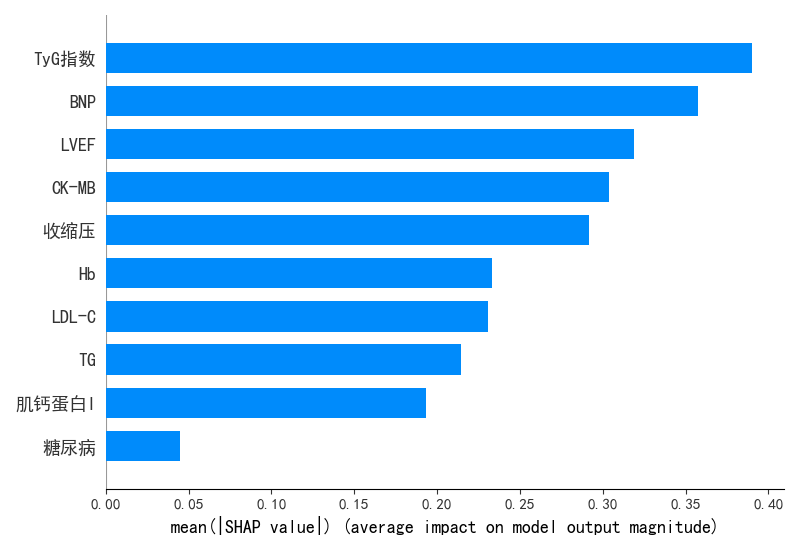 TyG指数
BNP
LVEF
CK-MB
收缩压
Hb
LDL-C
TG
肌钙蛋白I
糖尿病
0.00 0.05 0.10 0.15 0.20 0.25 0.30 0.35 0.40
mean(|SHAP value|) (average impact on model output magnitude)